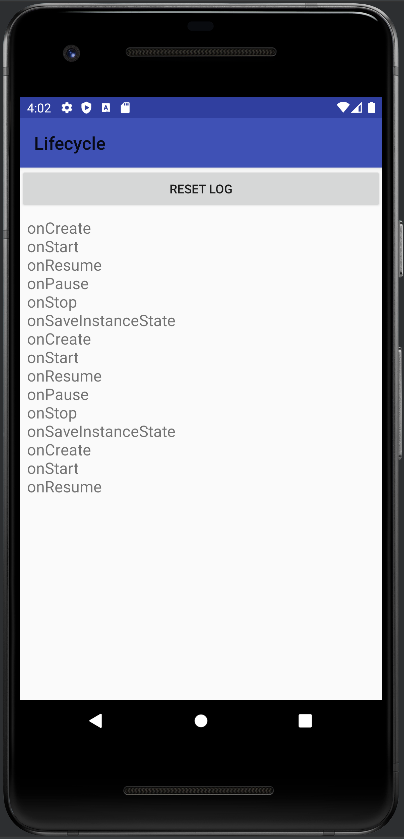 4:02
Lifecycle
RESET LOG
onCreate
onStart
onResume
onPause
onStop
onSaveInstanceState
onCreate
onStart
onResume
onPause
onStop
onSaveInstanceState
onCreate
onStart
onResume